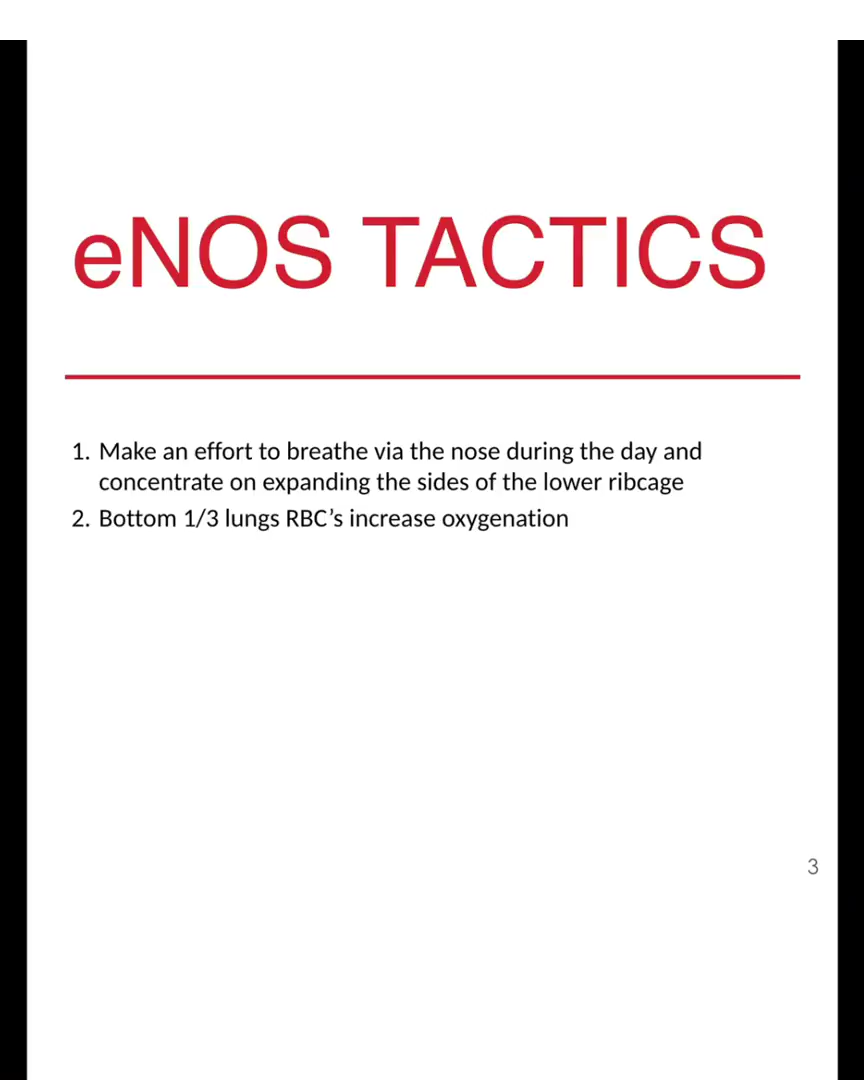 eNOS TACTICS
1. Make an effort to breathe via the nose during the day and
concentrate on expanding the sides of the lower ribcage
2. Bottom 1/3 lungs RBC’s increase oxygenation
3